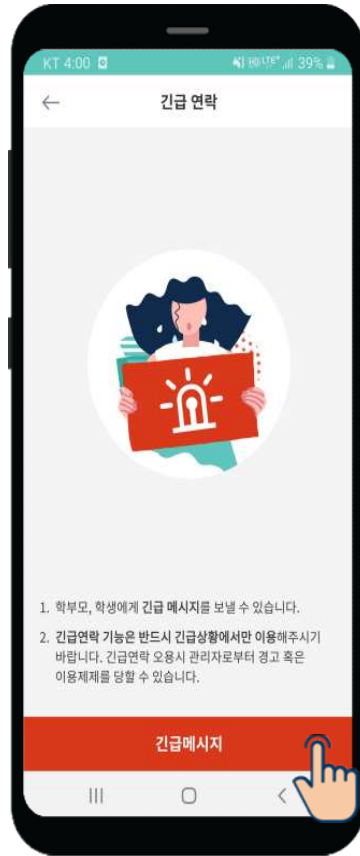 KT 4:00 39%
긴급 연락
1. 학부모, 학생에게 긴급 메시지를 보낼 수 있습니다.
2. 긴급연락 기능은 반드시 긴급상황에서만 이용해주시기
바랍니다. 긴급연락 오용시 관리자로부터 경고 혹은
이용제제를 당할 수 있습니다.
긴급메시지